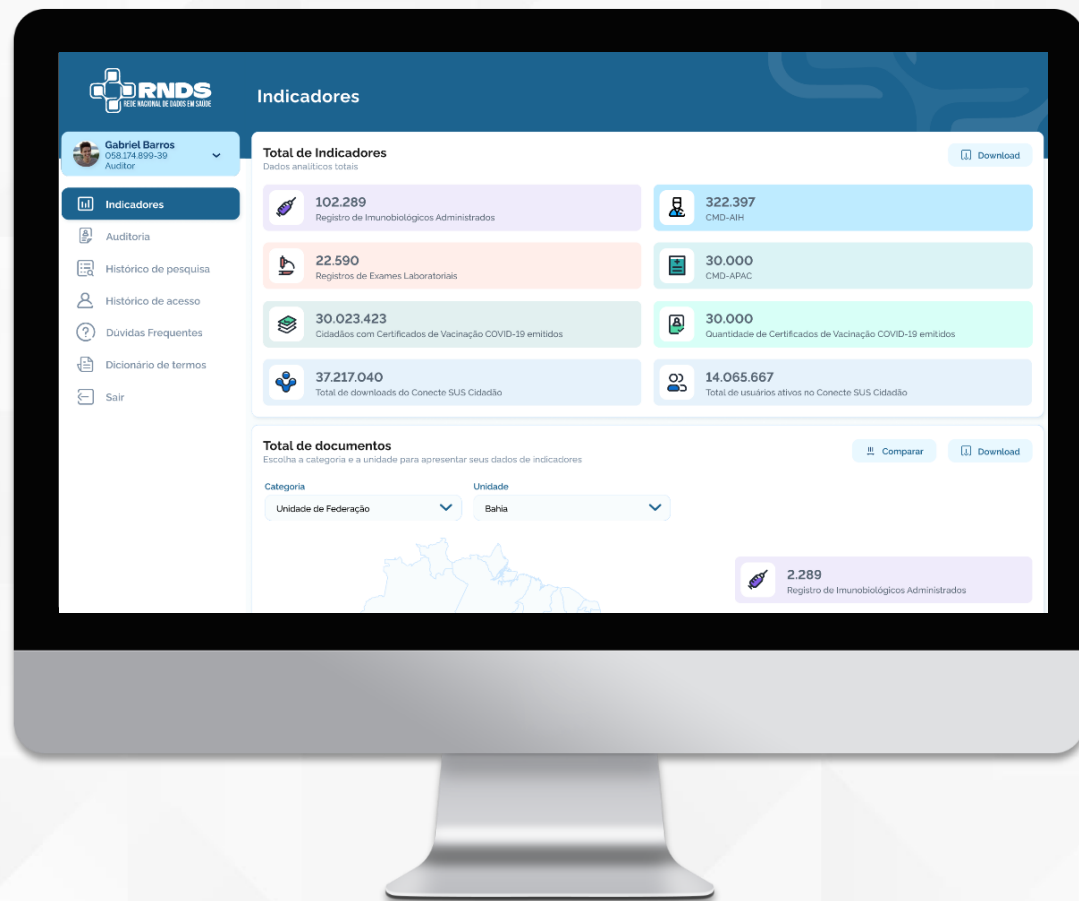 RNDS
REDE NACIONAL DE DADOS EM SAÚDE
Indicadores
Gabriel Barros
058.174.899-39
Auditor
Indicadores
Auditoria
Histórico de pesquisa
Histórico de acesso
Dúvidas Frequentes
Dicionário de termos
Sair
Total de Indicadores
Dados analíticos totais
Download
102.289
Registro de Imunobiológicos Administrados
322.397
CMD-AIH
22.590
Registros de Exames Laboratoriais
30.000
CMD-APAC
30.023.423
Cidadãos com Certificados de Vacinação COVID-19 emitidos
30.000
Quantidade de Certificados de Vacinação COVID-19 emitidos
37.217.040
Total de downloads do Conecte SUS Cidadão
14.065.667
Total de usuários ativos no Conecte SUS Cidadão
Total de documentos
Escolha a categoria e a unidade para apresentar seus dados de indicadores
Comparar
Download
Categoria
Unidade
Unidade de Federação
Bahia
2.289
Registro de Imunobiológicos Administrados